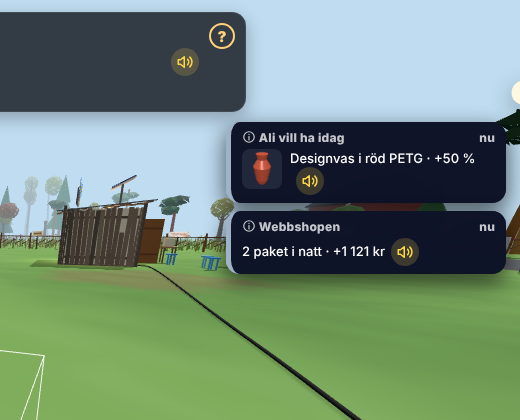 ?
Ali vill ha idag
nu
Designvas i röd PETG · +50 %
Webbshopen
nu
2 paket i natt · +1 121 kr